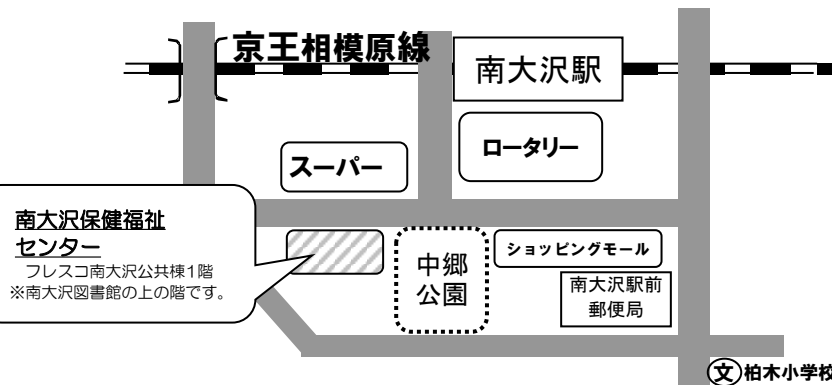 京王相模原線
南大沢駅
ロータリー
スーパー
南大沢保健福祉
センター
フレスコ南大沢公共棟1階
※南大沢図書館の上の階です。
中郷
公園
ショッピングモール
南大沢駅前
郵便局
文 柏木小学校